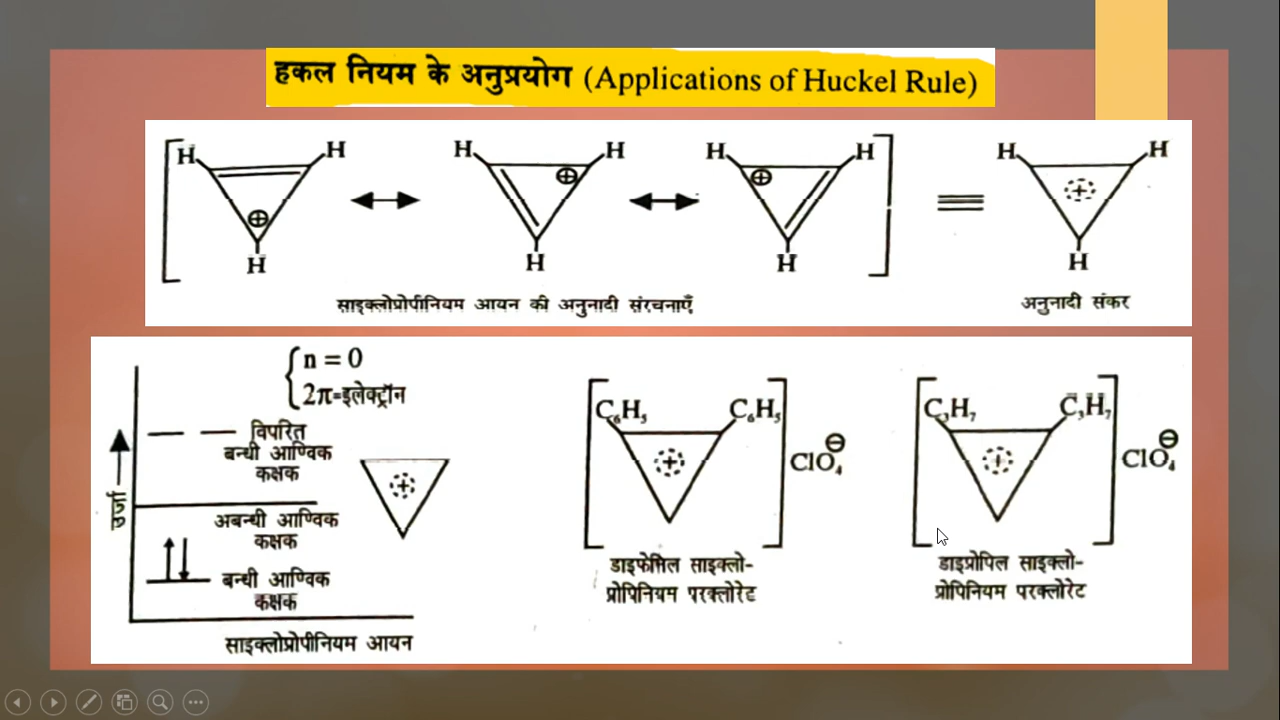 हकल नियम के अनुप्रयोग (Applications of Huckel Rule)
H H H H H H H H
⊕ ⊕ ⊕ +
H H H H
साइक्लोप्रोपीनियम आयन की अनुनादी संरचनाएँ
अनुनादी संकर
n = 0
2π=इलेक्ट्रॉन
विपरित
बन्धी आण्विक
कक्षक
अबन्धी आण्विक
कक्षक
बन्धी आण्विक
कक्षक
उर्जा
+
साइक्लोप्रोपीनियम आयन
C₆H₅ C₆H₅
+
ClO₄⊖
डाइफेनिल साइक्लो-
प्रोपिनियम परक्लोरेट
C₃H₇ C₃H₇
+
ClO₄⊖
डाइप्रोपिल साइक्लो-
प्रोपिनियम परक्लोरेट